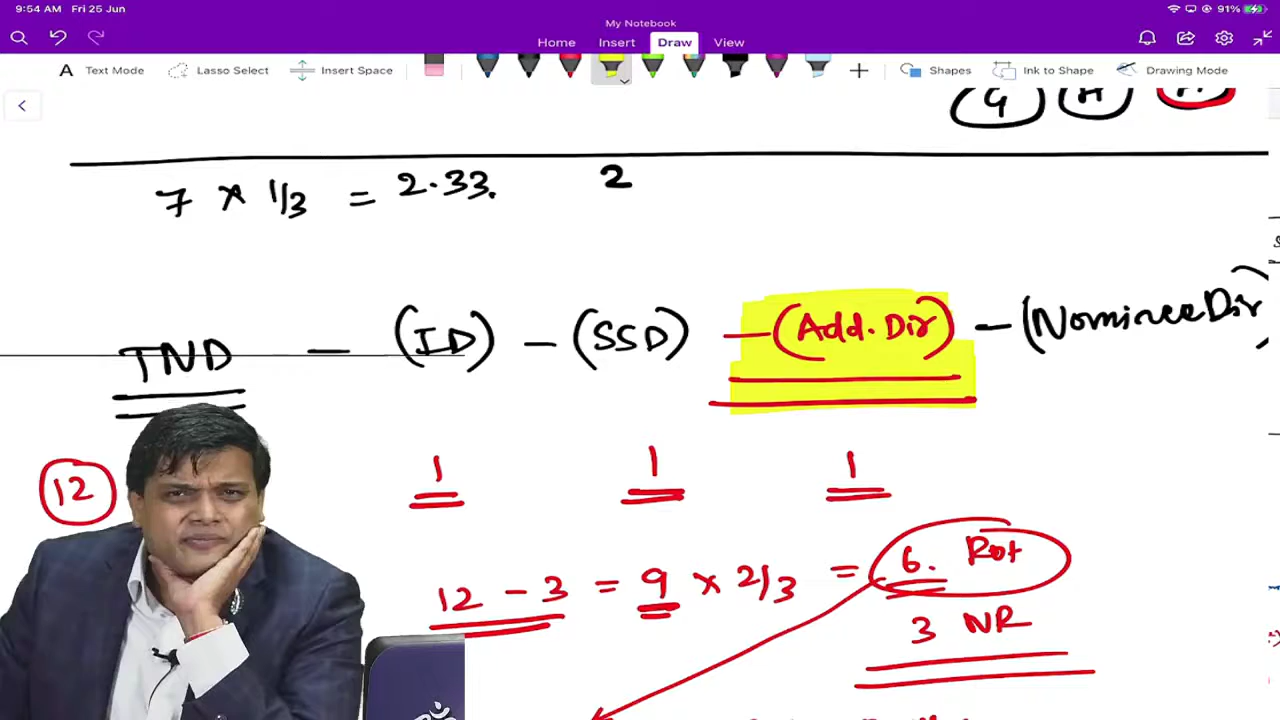 9:54 AM Fri 25 Jun
91%
My Notebook
Home Insert Draw View
A Text Mode Lasso Select Insert Space Shapes Ink to Shape Drawing Mode
G H
7 × 1/3 = 2.33. 2
TND - (ID) - (SSD) - (Add. Dir) - (Nominee Dir)
12 1 1 1
12 - 3 = 9 × 2/3 = 6. Rot
3 NR